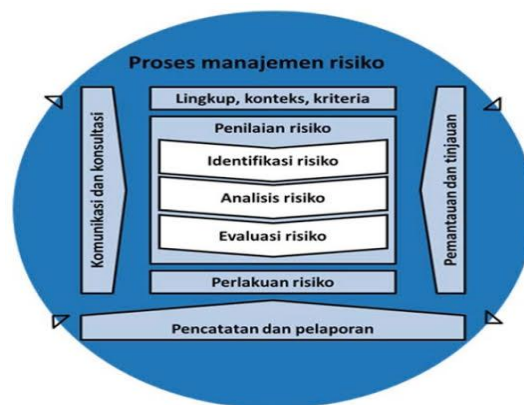 Proses manajemen risiko
Lingkup, konteks, kriteria
Komunikasi dan konsultasi
Penilaian risiko
Identifikasi risiko
Analisis risiko
Evaluasi risiko
Pemantauan dan tinjauan
Perlakuan risiko
Pencatatan dan pelaporan